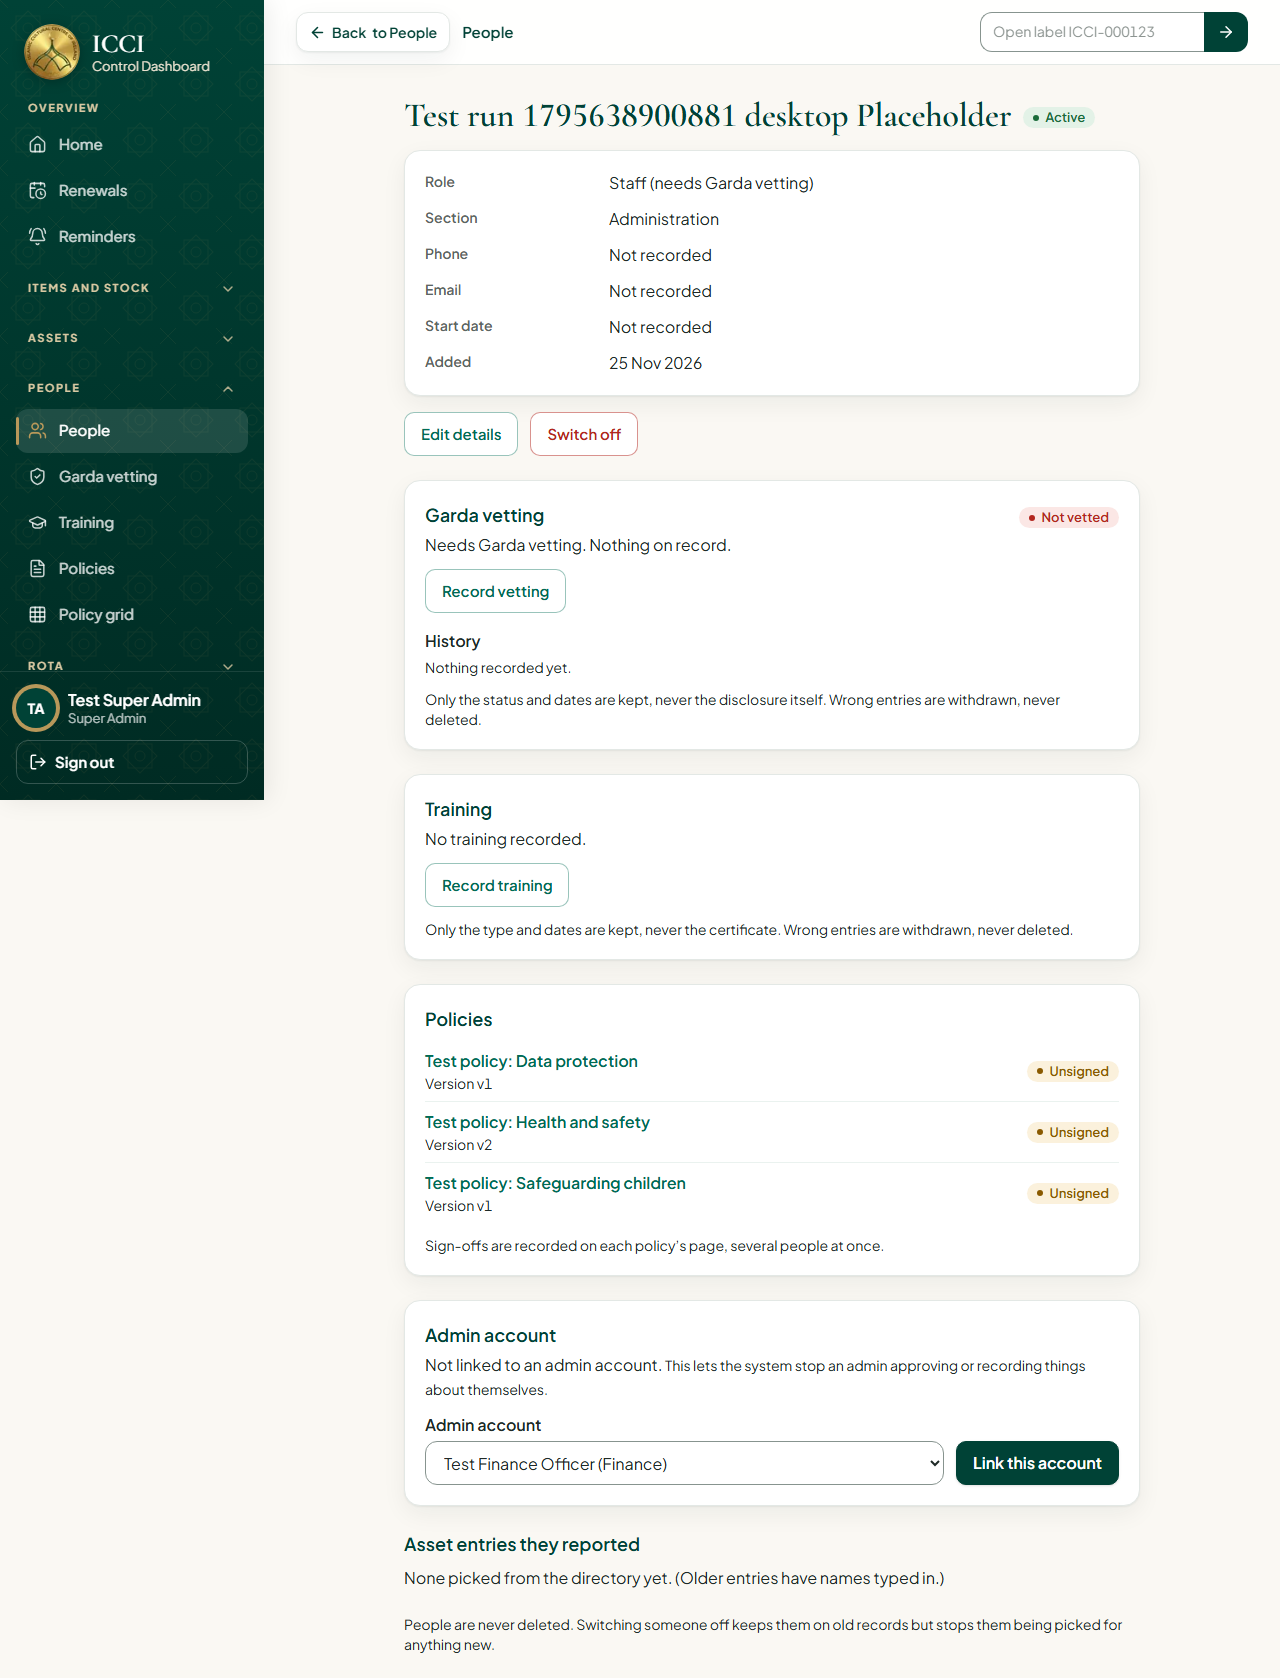 ICCI
Control Dashboard
OVERVIEW
Home
Renewals
Reminders
ITEMS AND STOCK
ASSETS
PEOPLE
People
Garda vetting
Training
Policies
Policy grid
ROTA
TA
Test Super Admin
Super Admin
Sign out
Back to People
People
Open label ICCI-000123
Test run 1795638900881 desktop Placeholder
Active
Role
Staff (needs Garda vetting)
Section
Administration
Phone
Not recorded
Email
Not recorded
Start date
Not recorded
Added
25 Nov 2026
Edit details
Switch off
Garda vetting
Not vetted
Needs Garda vetting. Nothing on record.
Record vetting
History
Nothing recorded yet.
Only the status and dates are kept, never the disclosure itself. Wrong entries are withdrawn, never
deleted.
Training
No training recorded.
Record training
Only the type and dates are kept, never the certificate. Wrong entries are withdrawn, never deleted.
Policies
Test policy: Data protection
Version v1
Unsigned
Test policy: Health and safety
Version v2
Unsigned
Test policy: Safeguarding children
Version v1
Unsigned
Sign-offs are recorded on each policy's page, several people at once.
Admin account
Not linked to an admin account. This lets the system stop an admin approving or recording things
about themselves.
Admin account
Test Finance Officer (Finance)
Link this account
Asset entries they reported
None picked from the directory yet. (Older entries have names typed in.)
People are never deleted. Switching someone off keeps them on old records but stops them being picked for
anything new.